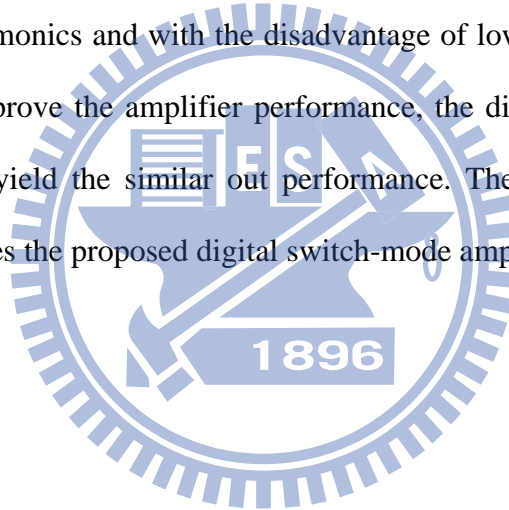 monics and with the disadvantage of low
prove the amplifier performance, the di
yield the similar out performance. The
es the proposed digital switch-mode amp
E S A
1896